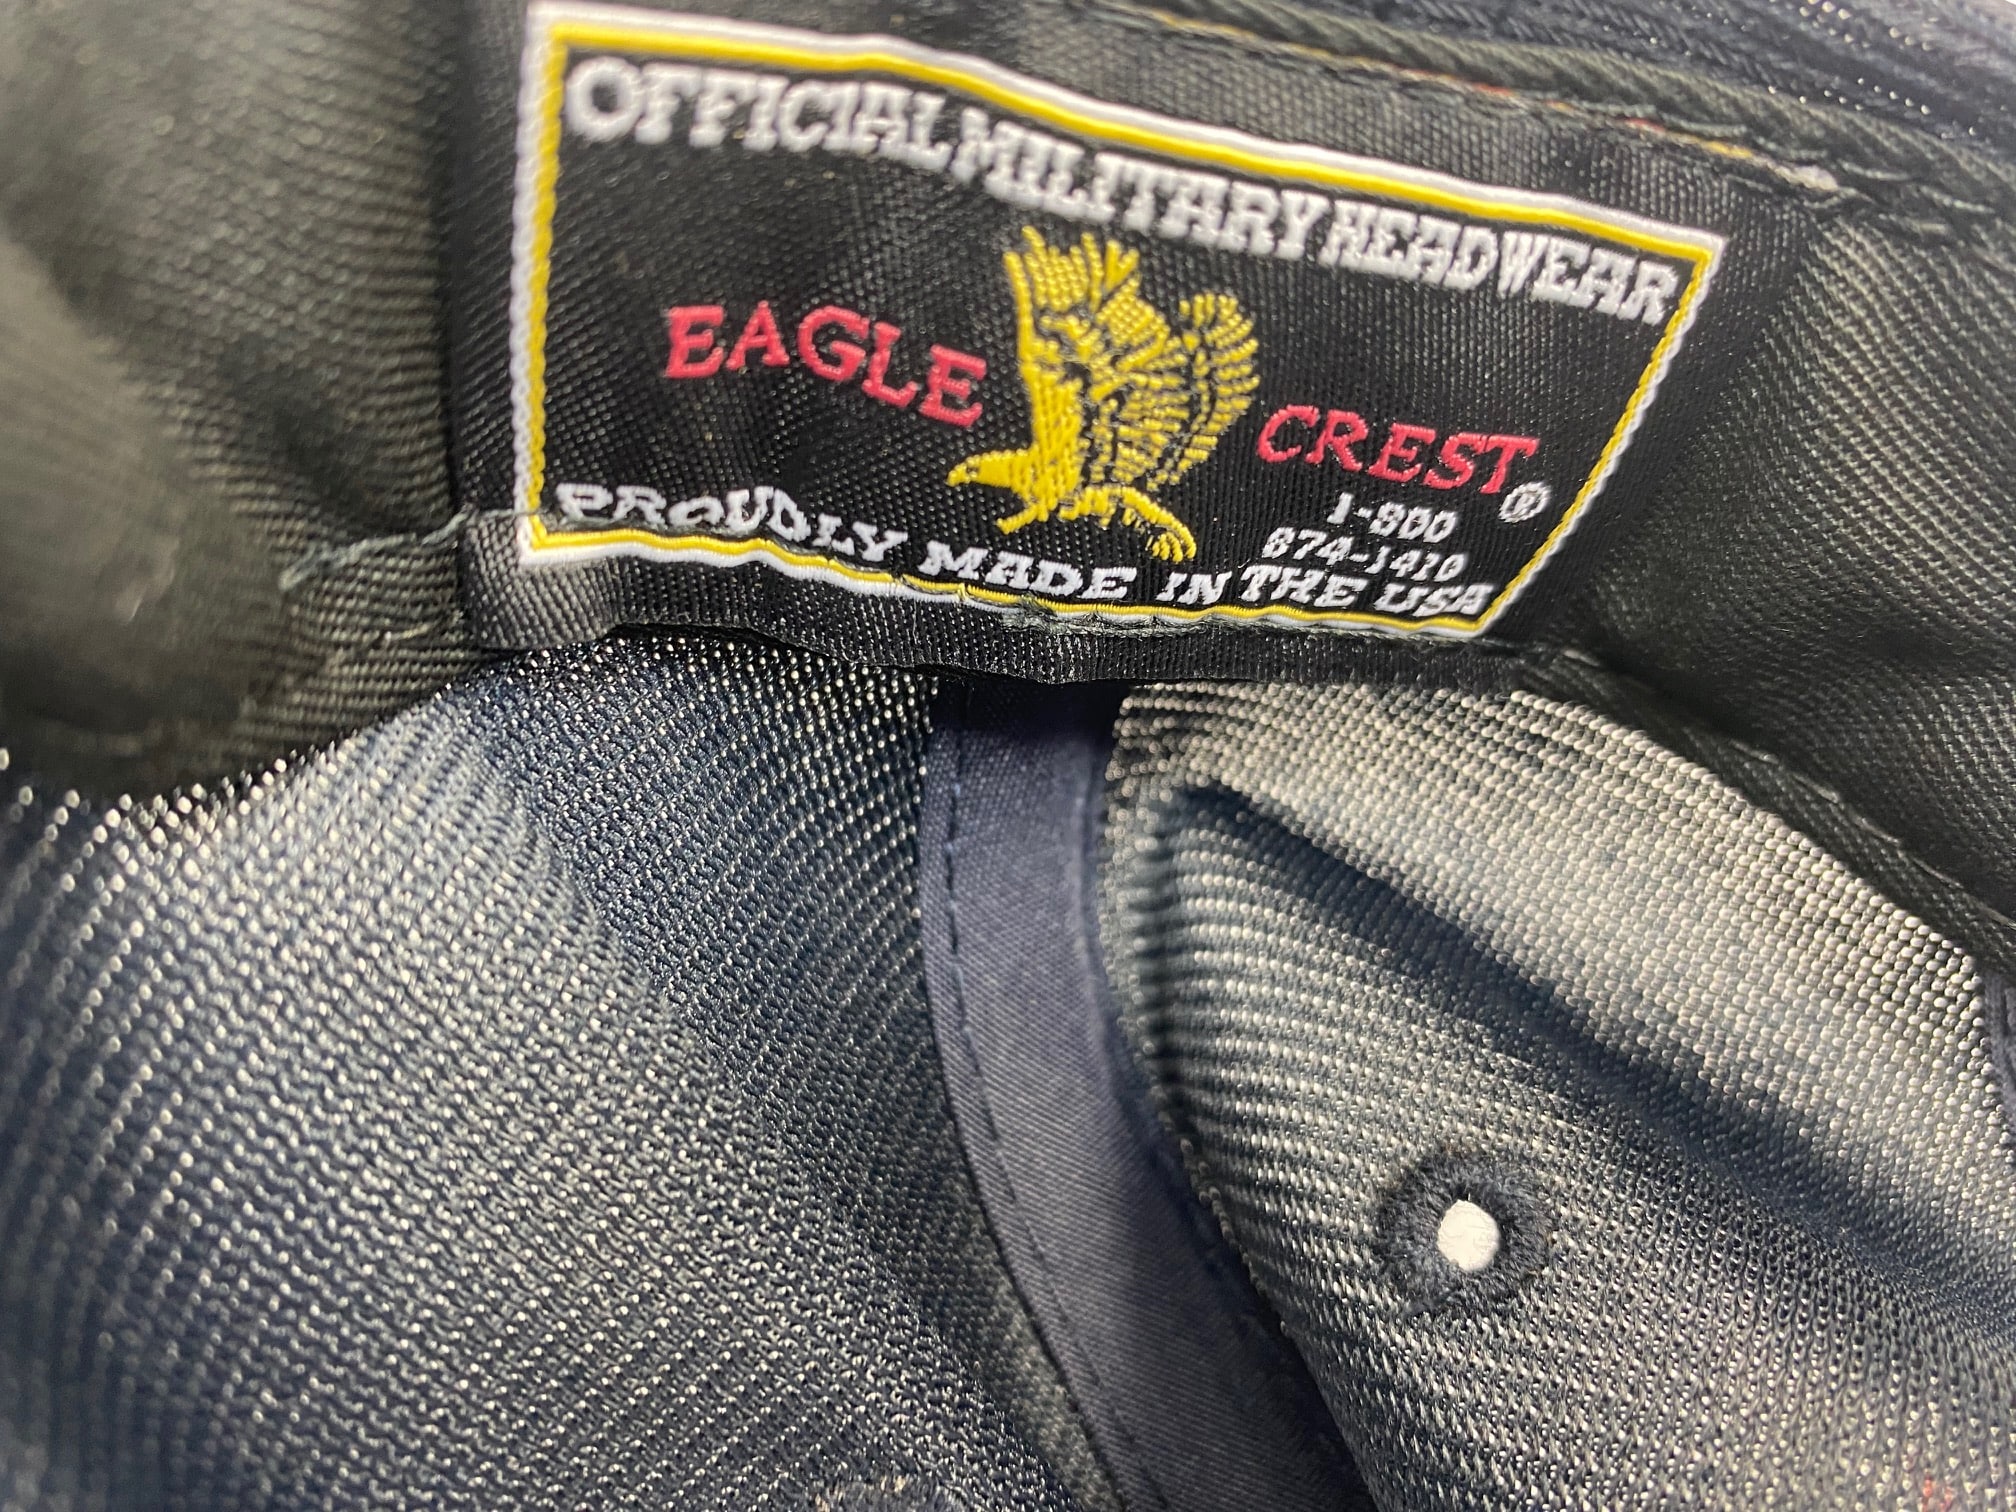 OFFICIAL MILITARY HEADWEAR
EAGLE CREST®
1-800
674-1410
PROUDLY MADE IN THE USA